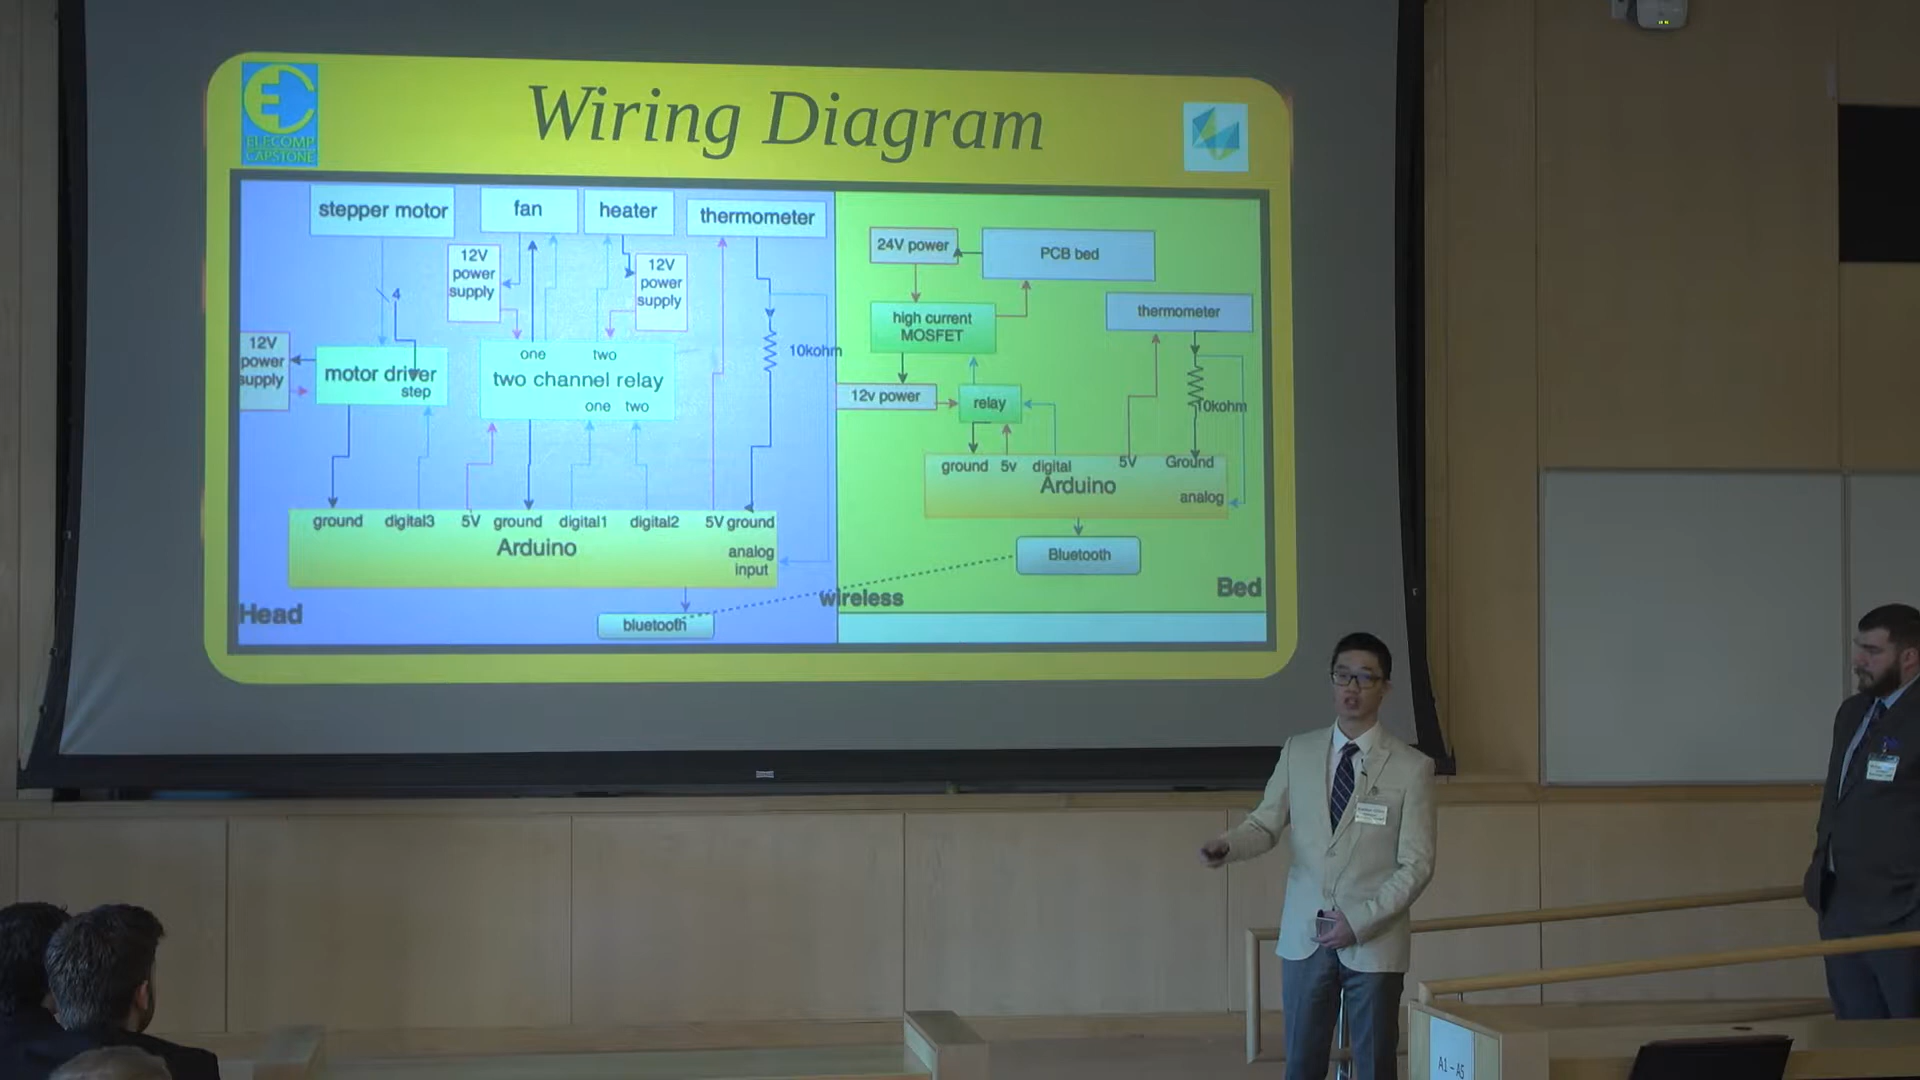 ELECOMP
CAPSTONE
Wiring Diagram
stepper motor
fan
heater
thermometer
12V
power
supply
12V
power
supply
4
12V
power
supply
motor driver
step
one
two
two channel relay
one
two
10kohm
ground
digital3
5V
ground
digital1
digital2
5V
ground
Arduino
analog
input
Head
bluetooth
wireless
24V power
PCB bed
high current
MOSFET
thermometer
12v power
relay
10kohm
ground
5v
digital
5V
Ground
Arduino
analog
Bluetooth
Bed
A1-A5